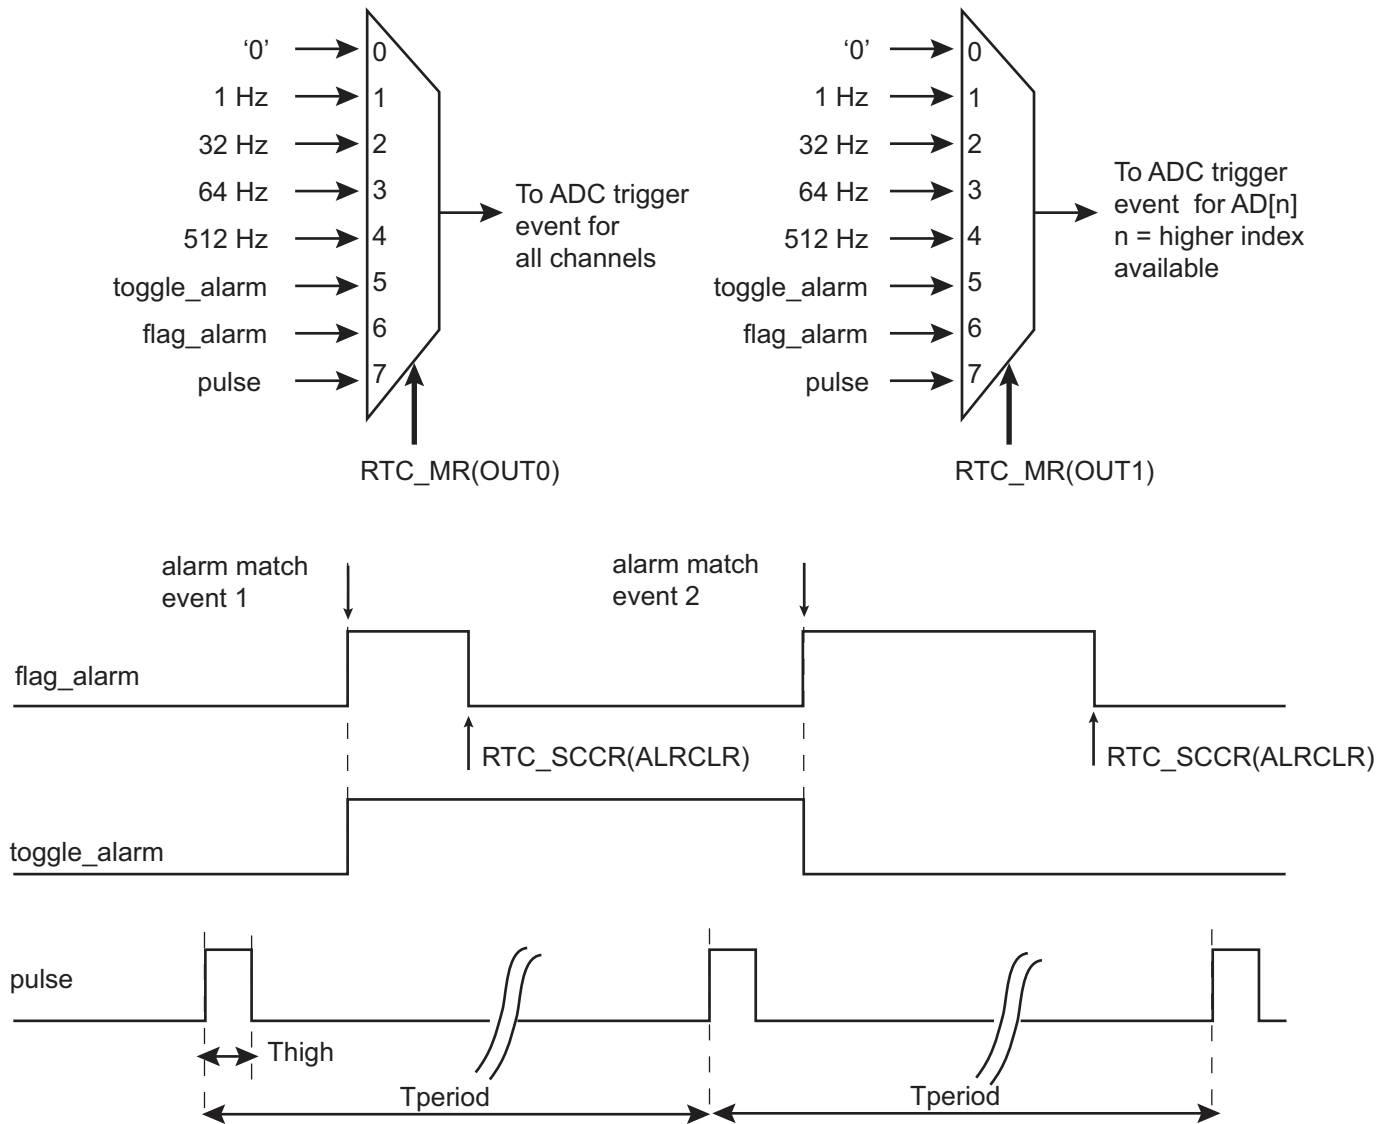 ‘0’
0
1 Hz
1
32 Hz
2
64 Hz
3
512 Hz
4
toggle_alarm
5
flag_alarm
6
pulse
7
To ADC trigger
event for
all channels
RTC_MR(OUT0)
‘0’
0
1 Hz
1
32 Hz
2
64 Hz
3
512 Hz
4
toggle_alarm
5
flag_alarm
6
pulse
7
To ADC trigger
event for AD[n]
n = higher index
available
RTC_MR(OUT1)
alarm match
event 1
alarm match
event 2
flag_alarm
RTC_SCCR(ALRCLR)
RTC_SCCR(ALRCLR)
toggle_alarm
pulse
Thigh
Tperiod
Tperiod